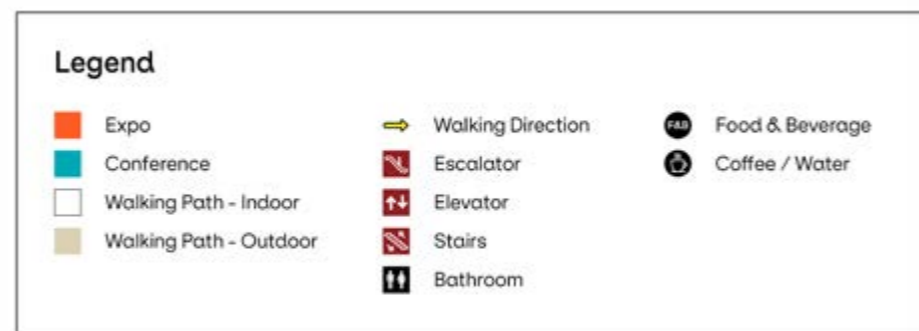 Legend
Expo
Conference
Walking Path - Indoor
Walking Path - Outdoor
Walking Direction
Escalator
Elevator
Stairs
Bathroom
F&B Food & Beverage
Coffee / Water